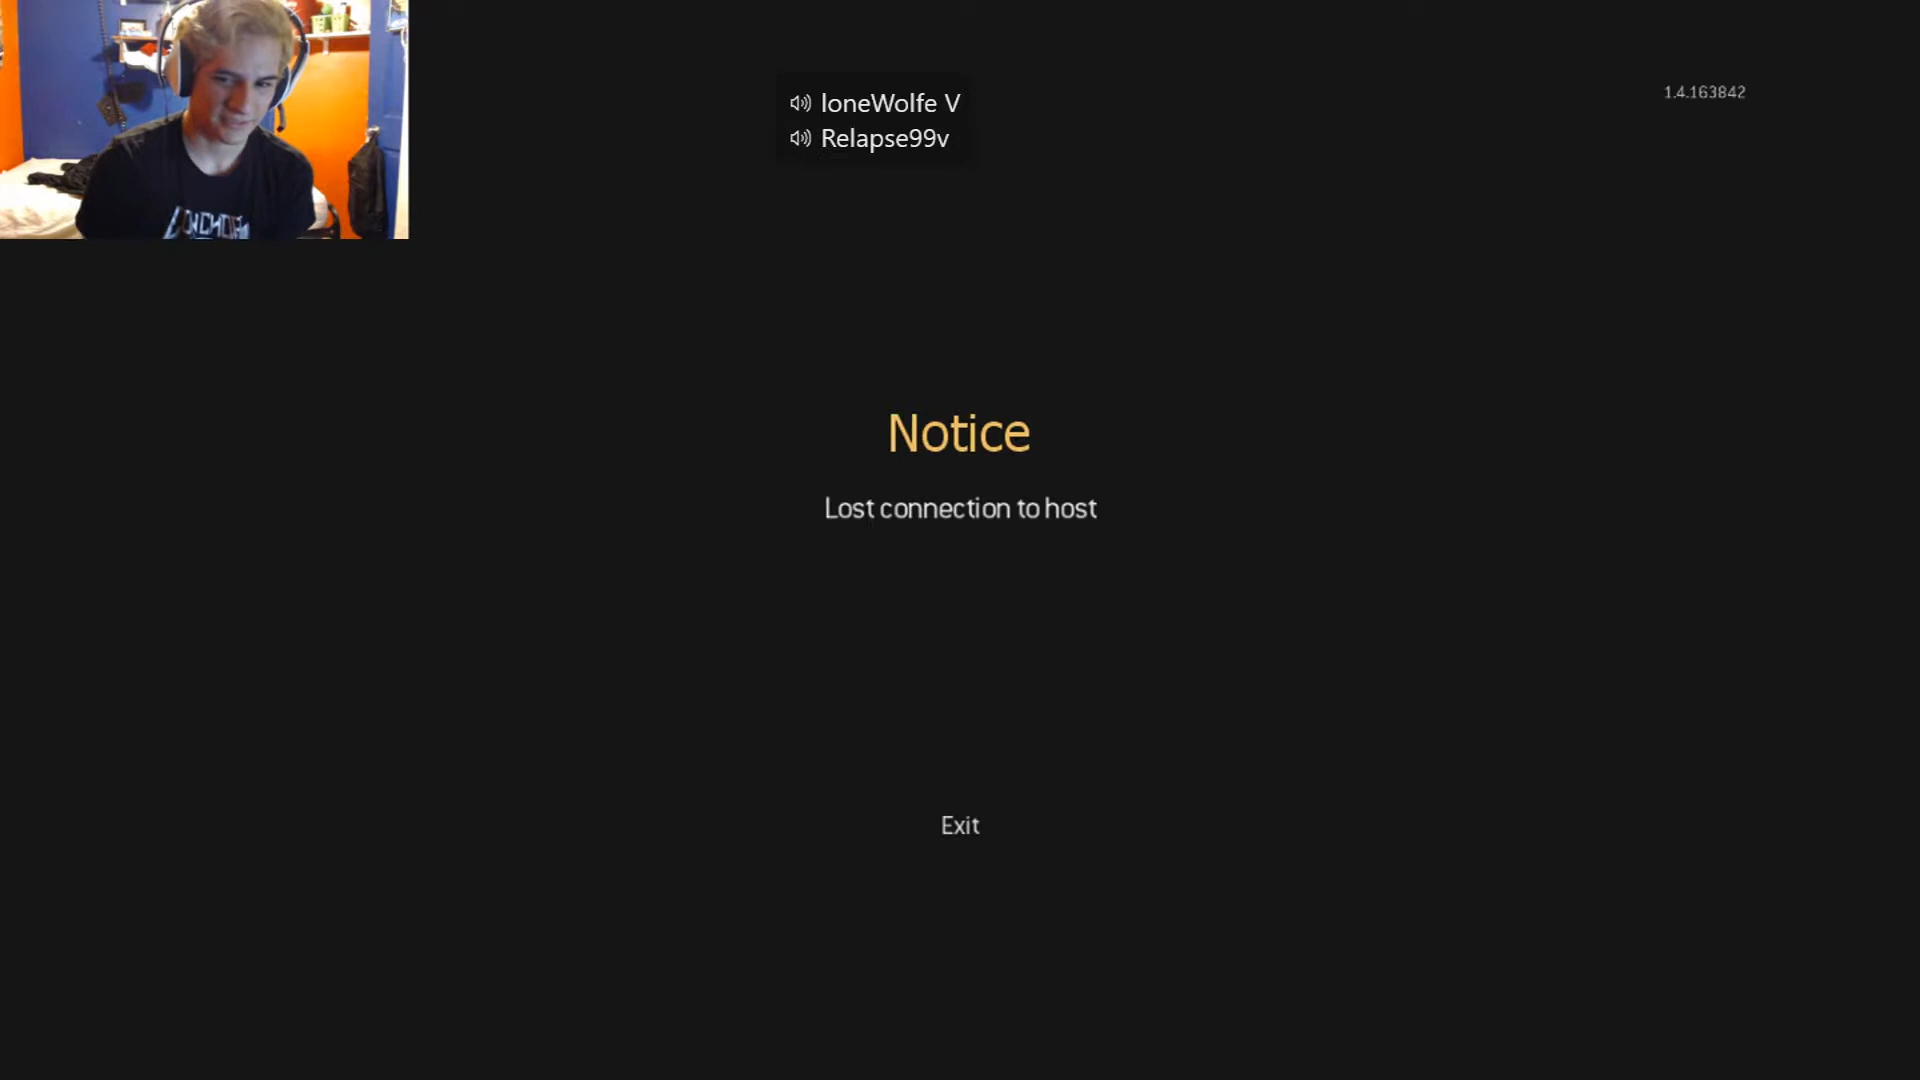 loneWolfe V
Relapse99v
1.4.163842
Notice
Lost connection to host
Exit